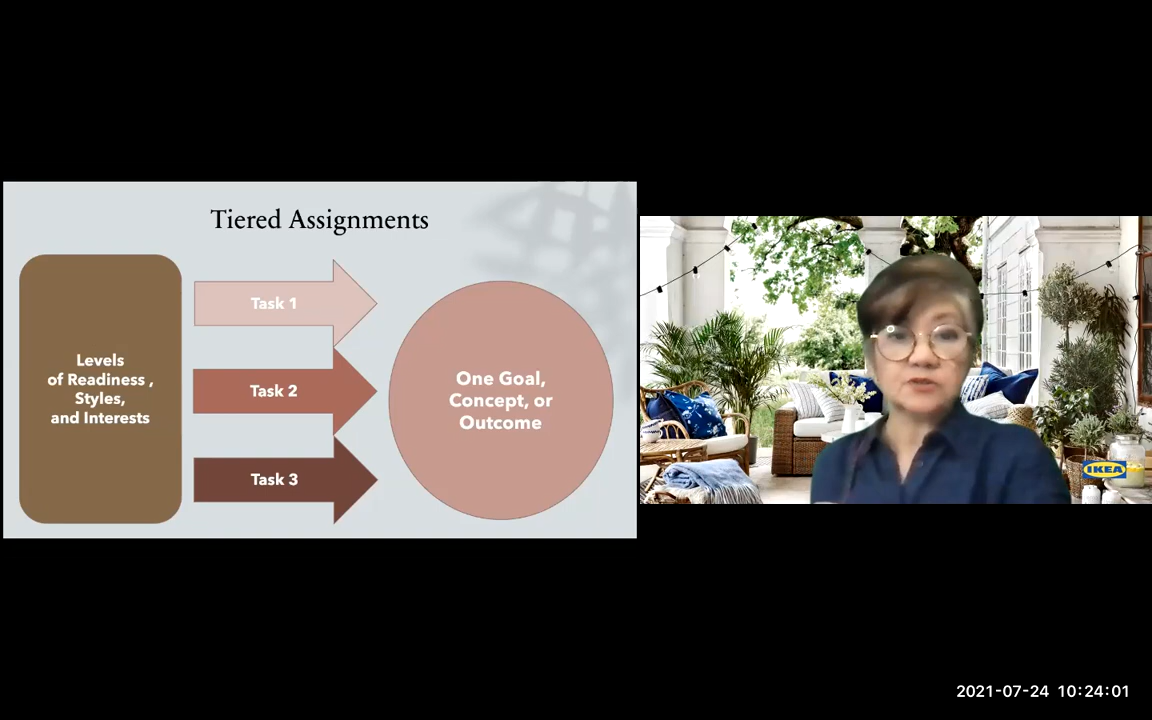 Tiered Assignments
Levels
of Readiness ,
Styles,
and Interests
Task 1
Task 2
Task 3
One Goal,
Concept, or
Outcome
IKEA
2021-07-24 10:24:01